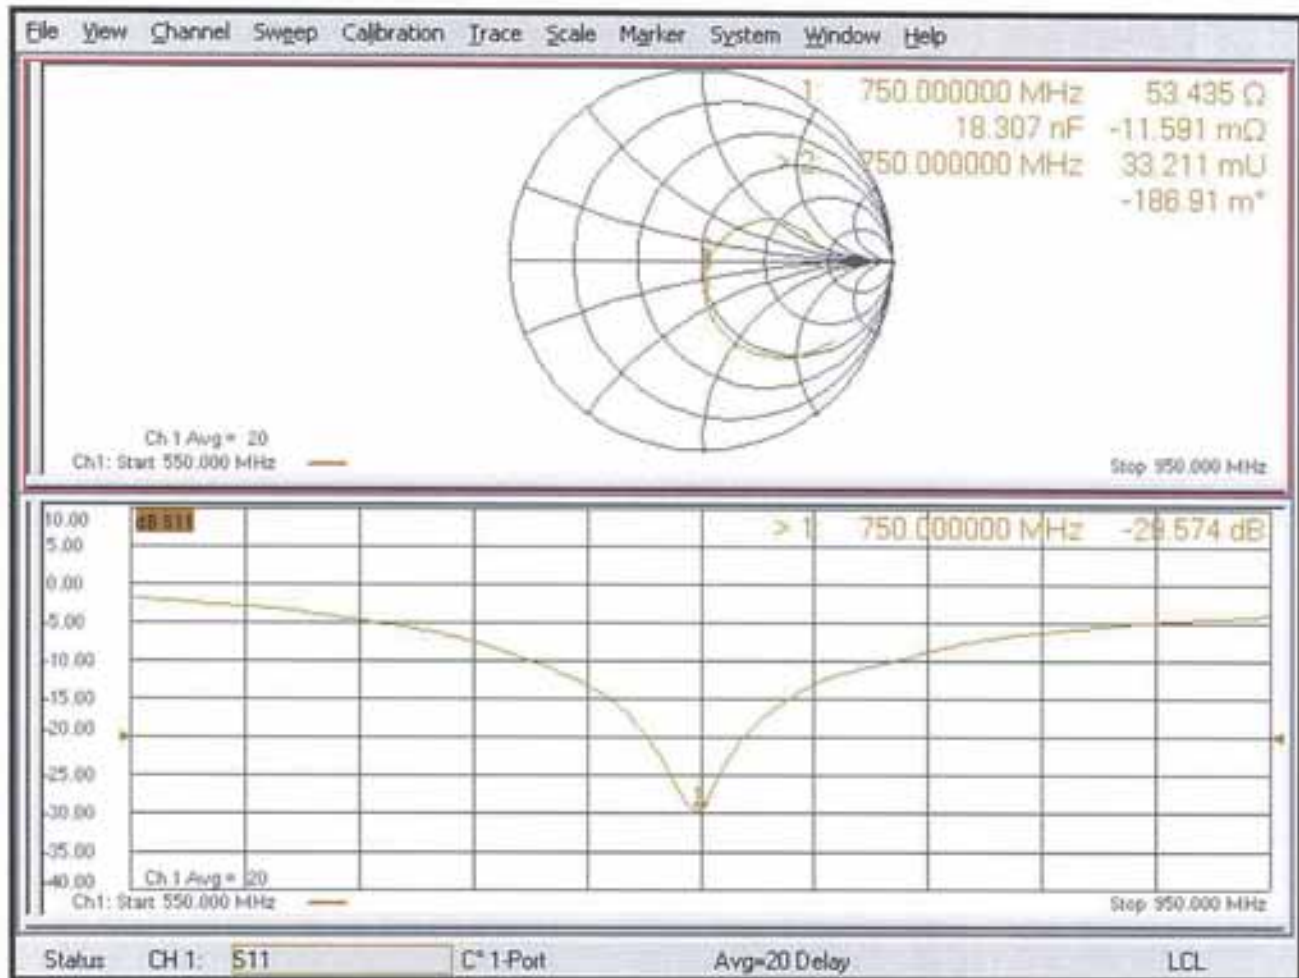 File View Channel Sweep Calibration Trace Scale Marker System Window Help
1 750.000000 MHz 53.435 Ω
18.307 nF -11.591 mΩ
> 2 750.000000 MHz 33.211 mU
-186.91 m°
Ch 1 Avg = 20
Ch1: Start 550.000 MHz
Stop 950.000 MHz
10.00
dB S11
> 1 750.000000 MHz -29.574 dB
5.00
0.00
-5.00
-10.00
-15.00
-20.00
-25.00
-30.00
-35.00
-40.00
Ch 1 Avg = 20
Ch1: Start 550.000 MHz
Stop 950.000 MHz
Status CH 1: S11 C* 1-Port Avg=20 Delay LCL